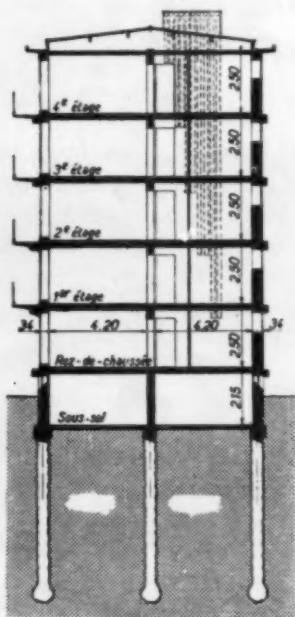 2.50
4e étage
2.50
3e étage
2.50
2e étage
2.50
1er étage
34 4.20 4.20 34
2.50
Rez-de-chaussée
2.15
Sous-sol